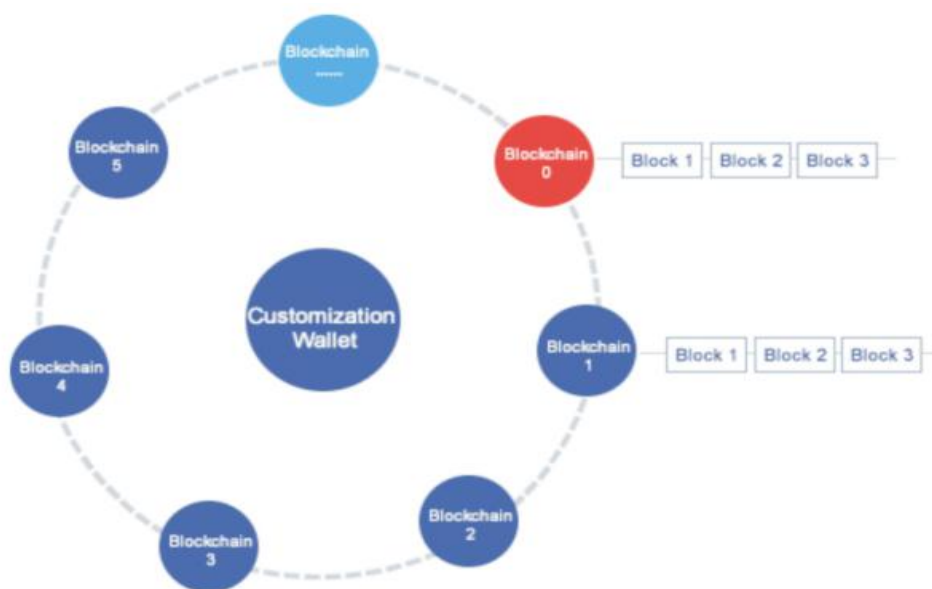 Blockchain
......
Blockchain
0
Block 1
Block 2
Block 3
Blockchain
5
Customization
Wallet
Blockchain
1
Block 1
Block 2
Block 3
Blockchain
4
Blockchain
2
Blockchain
3